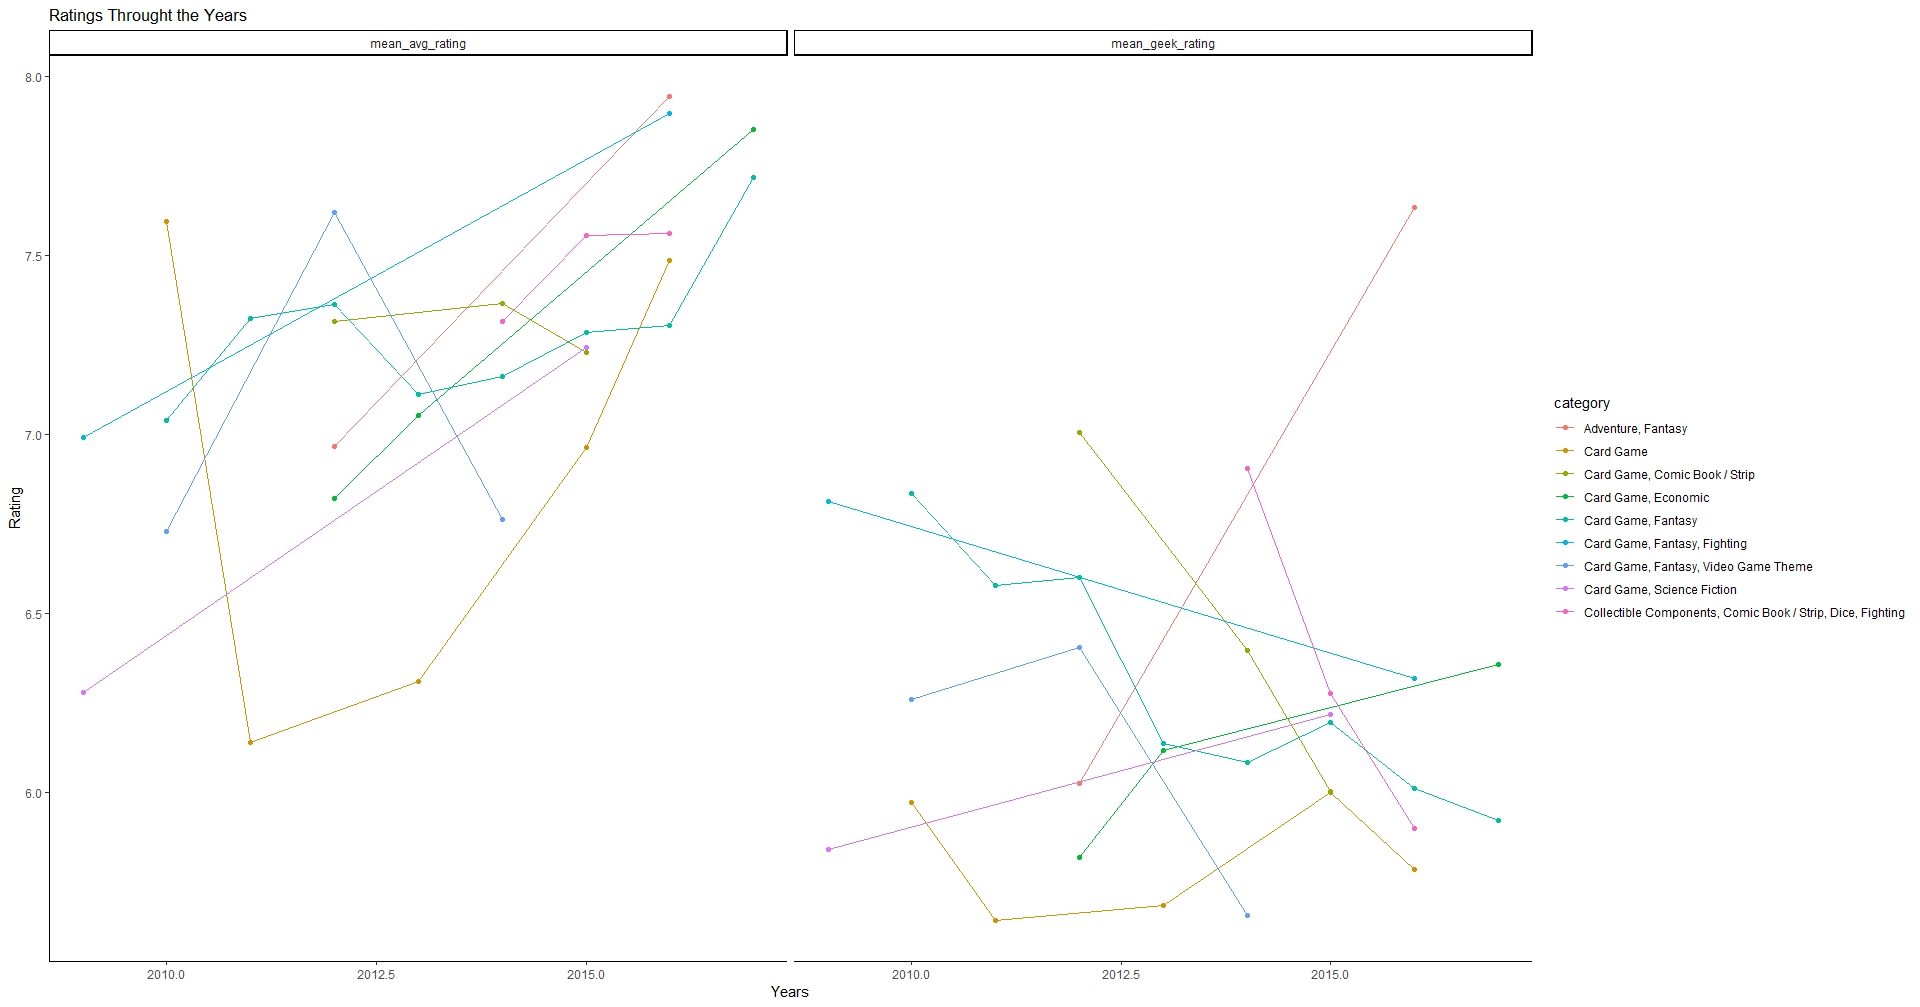 Ratings Throught the Years
mean_avg_rating
mean_geek_rating
8.0
7.5
7.0
6.5
6.0
Rating
2010.0
2012.5
2015.0
2010.0
2012.5
2015.0
Years
category
Adventure, Fantasy
Card Game
Card Game, Comic Book / Strip
Card Game, Economic
Card Game, Fantasy
Card Game, Fantasy, Fighting
Card Game, Fantasy, Video Game Theme
Card Game, Science Fiction
Collectible Components, Comic Book / Strip, Dice, Fighting